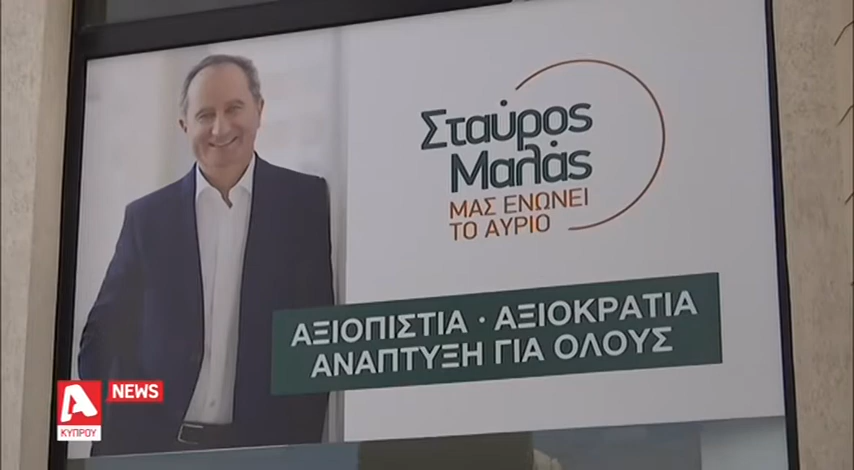 Σταύρος
Μαλάς
ΜΑΣ ΕΝΩΝΕΙ
ΤΟ ΑΥΡΙΟ
ΑΞΙΟΠΙΣΤΙΑ · ΑΞΙΟΚΡΑΤΙΑ
ΑΝΑΠΤΥΞΗ ΓΙΑ ΟΛΟΥΣ
NEWS
ΚΥΠΡΟΥ